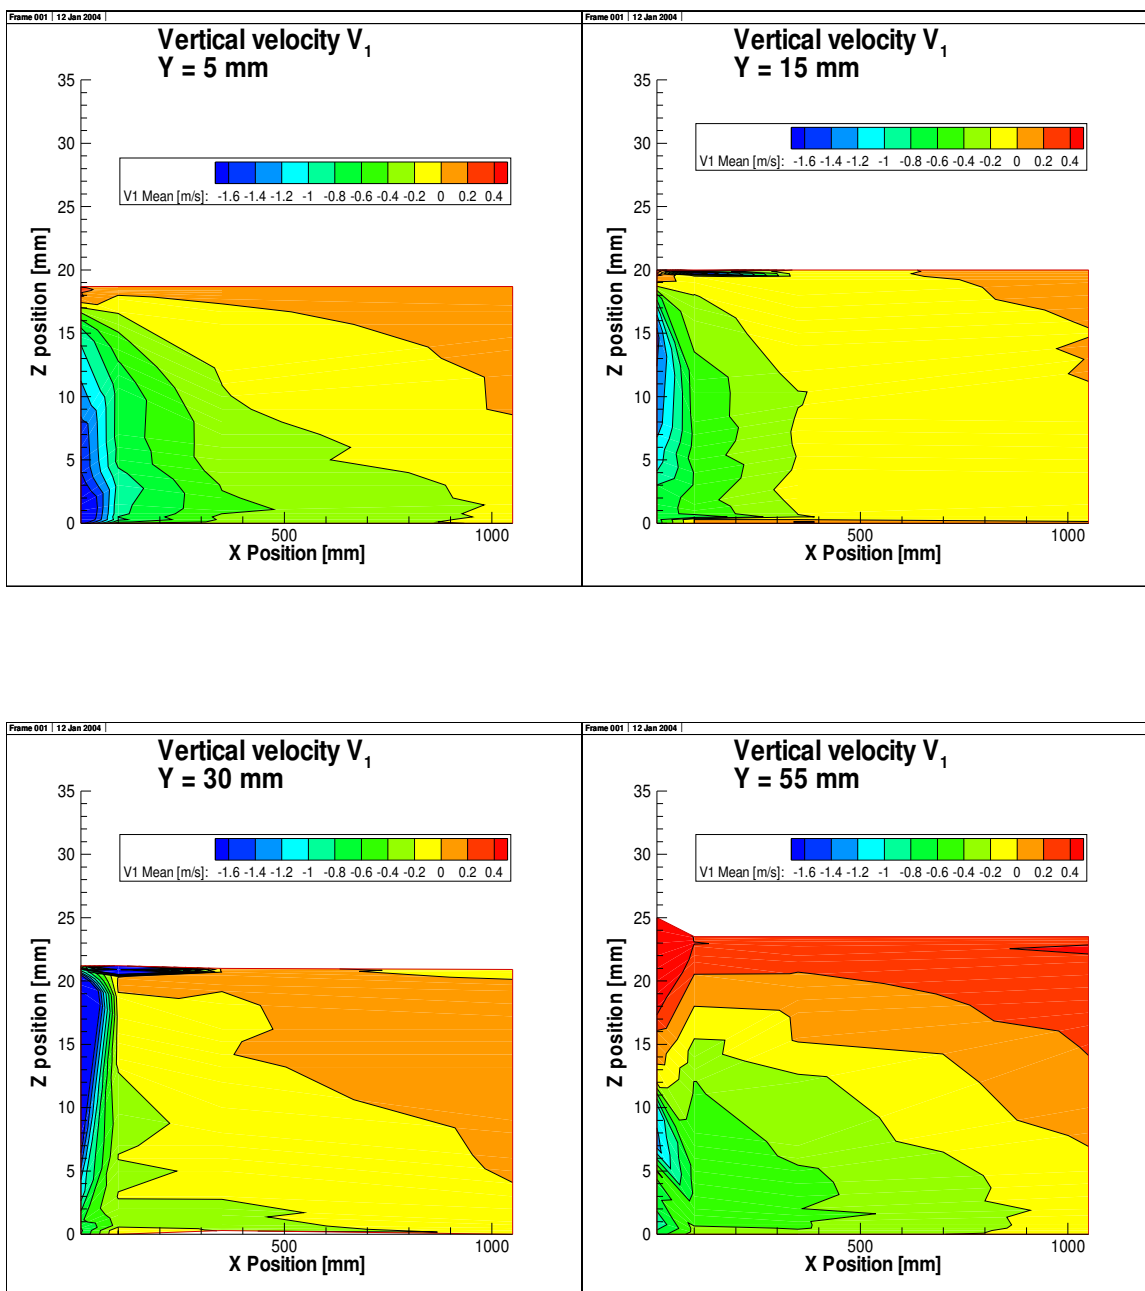 Frame 001 | 12 Jan 2004 |
Vertical velocity V1
Y = 5 mm
V1 Mean [m/s]: -1.6 -1.4 -1.2 -1 -0.8 -0.6 -0.4 -0.2 0 0.2 0.4
35
30
25
20
15
10
5
0
Z position [mm]
500 1000
X Position [mm]
Frame 001 | 12 Jan 2004 |
Vertical velocity V1
Y = 15 mm
V1 Mean [m/s]: -1.6 -1.4 -1.2 -1 -0.8 -0.6 -0.4 -0.2 0 0.2 0.4
35
30
25
20
15
10
5
0
Z position [mm]
500 1000
X Position [mm]
Frame 001 | 12 Jan 2004 |
Vertical velocity V1
Y = 30 mm
V1 Mean [m/s]: -1.6 -1.4 -1.2 -1 -0.8 -0.6 -0.4 -0.2 0 0.2 0.4
35
30
25
20
15
10
5
0
Z position [mm]
500 1000
X Position [mm]
Frame 001 | 12 Jan 2004 |
Vertical velocity V1
Y = 55 mm
V1 Mean [m/s]: -1.6 -1.4 -1.2 -1 -0.8 -0.6 -0.4 -0.2 0 0.2 0.4
35
30
25
20
15
10
5
0
Z position [mm]
500 1000
X Position [mm]